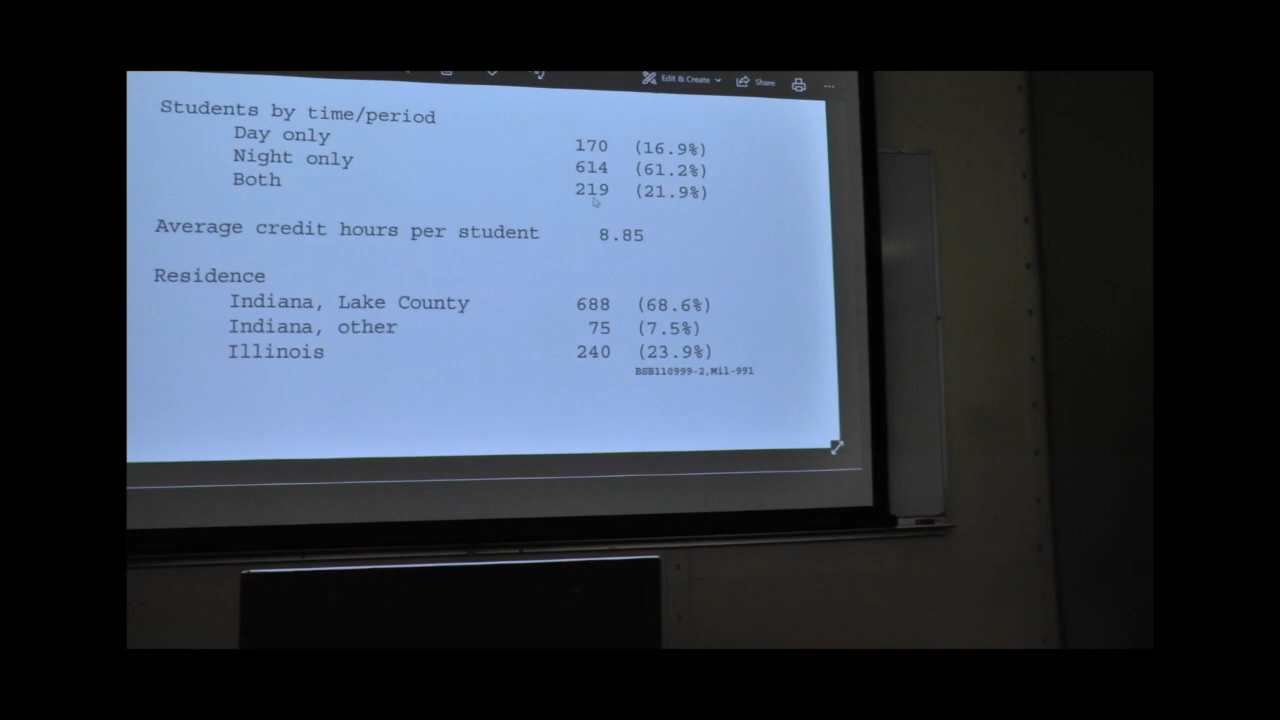 Edit & Create Share ...
Students by time/period
Day only 170 (16.9%)
Night only 614 (61.2%)
Both 219 (21.9%)
Average credit hours per student 8.85
Residence
Indiana, Lake County 688 (68.6%)
Indiana, other 75 (7.5%)
Illinois 240 (23.9%)
BSB110999-2,Mil-991